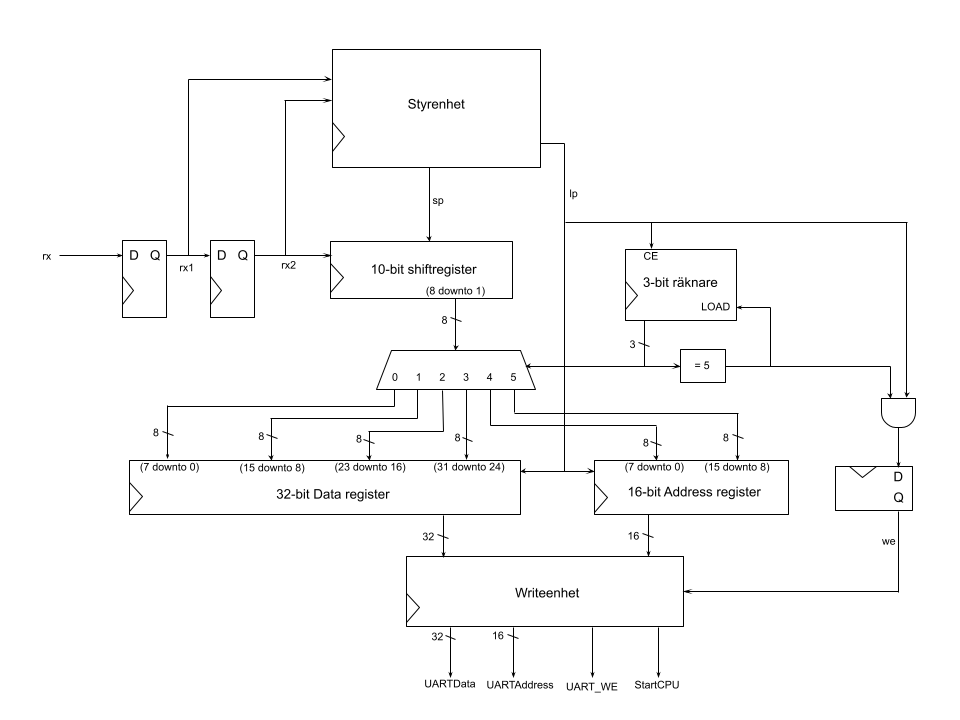 Styrenhet
lp
sp
rx
D Q
rx1
D Q
rx2
10-bit shiftregister
(8 downto 1)
CE
3-bit räknare
LOAD
8
3
= 5
0 1 2 3 4 5
8
8
8
8
8
8
(7 downto 0)
(15 downto 8)
(23 downto 16)
(31 downto 24)
(7 downto 0)
(15 downto 8)
32-bit Data register
16-bit Address register
D
Q
32
16
we
Writeenhet
32
16
UARTData
UARTAddress
UART_WE
StartCPU